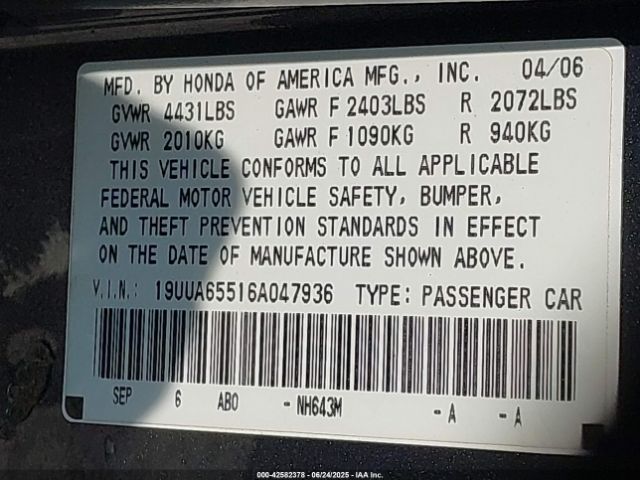 MFD. BY HONDA OF AMERICA MFG., INC. 04/06
GVWR 4431LBS GAWR F 2403LBS R 2072LBS
GVWR 2010KG GAWR F 1090KG R 940KG
THIS VEHICLE CONFORMS TO ALL APPLICABLE
FEDERAL MOTOR VEHICLE SAFETY, BUMPER,
AND THEFT PREVENTION STANDARDS IN EFFECT
ON THE DATE OF MANUFACTURE SHOWN ABOVE.
V.I.N.: 19UUA65516A047936 TYPE: PASSENGER CAR
SEP 6 AB0 - NH643M - A - A
000-42582378 - 06/24/2025 - IAA Inc.